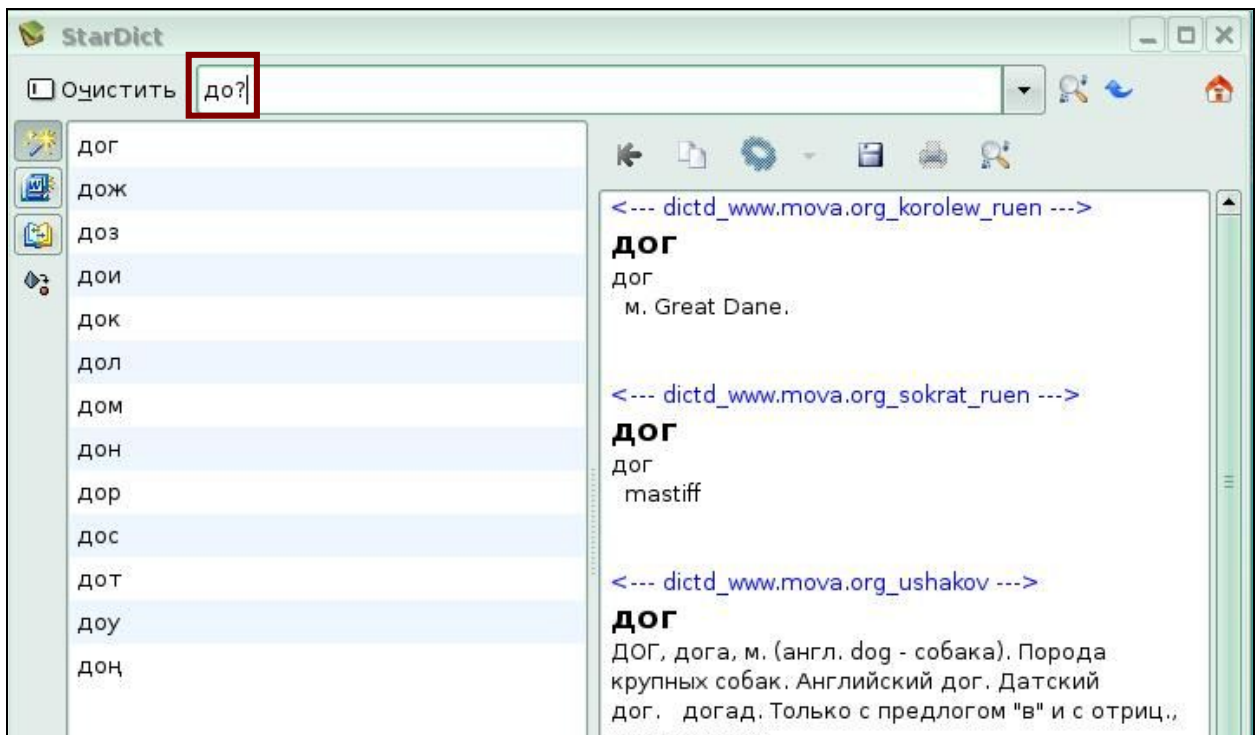 StarDict
Очистить до?
дог
дож
доз
дои
док
дол
дом
дон
дор
дос
дот
доу
доң
<--- dictd_www.mova.org_korolew_ruen --->
дог
дог
м. Great Dane.
<--- dictd_www.mova.org_sokrat_ruen --->
дог
дог
mastiff
<--- dictd_www.mova.org_ushakov --->
дог
ДОГ, дога, м. (англ. dog - собака). Порода
крупных собак. Английский дог. Датский
дог. догад. Только с предлогом "в" и с отриц.,